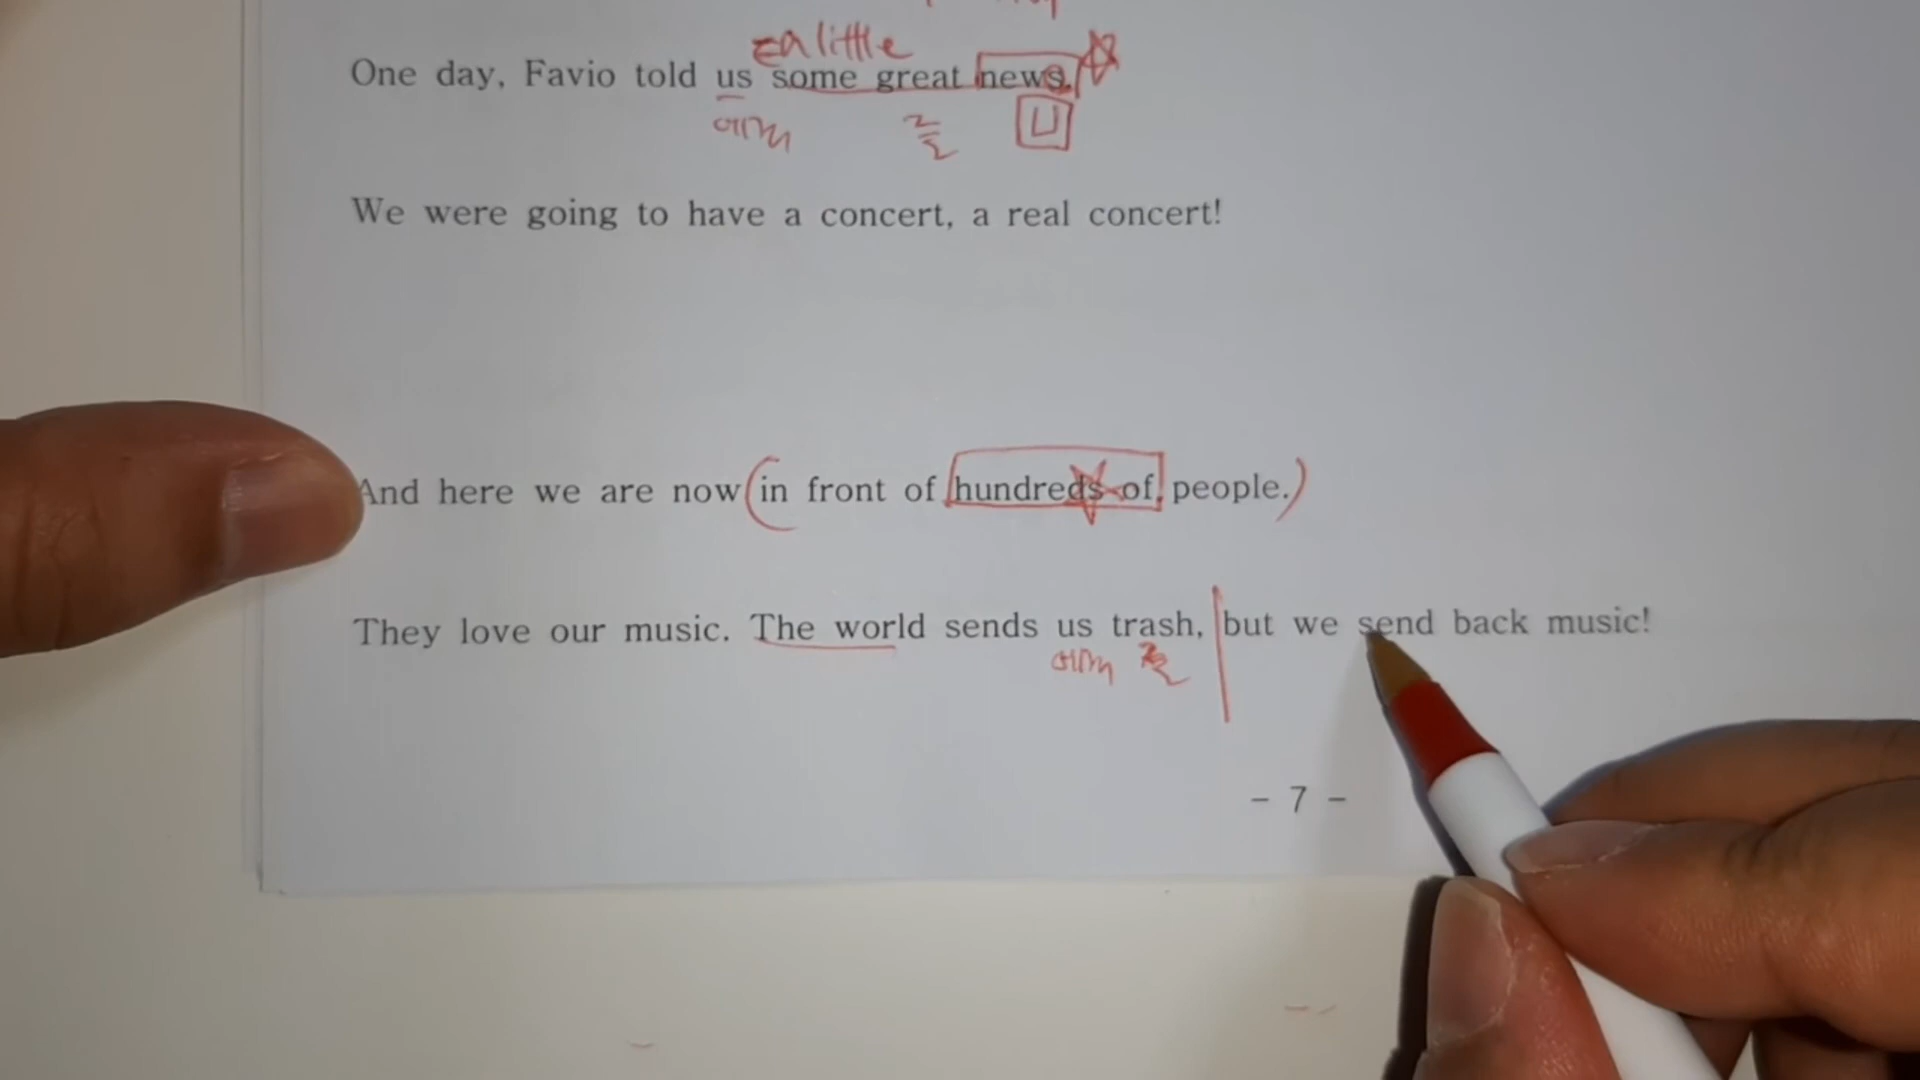 =a little
One day, Favio told us some great news.
에게 를 U
We were going to have a concert, a real concert!
And here we are now in front of hundreds of people.
They love our music. The world sends us trash, but we send back music!
에게 를
- 7 -